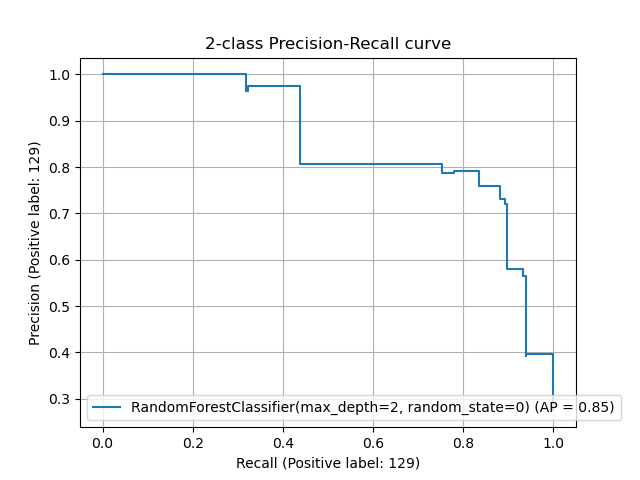 2-class Precision-Recall curve
1.0
0.9
0.8
0.7
0.6
0.5
0.4
0.3
Precision (Positive label: 129)
RandomForestClassifier(max_depth=2, random_state=0) (AP = 0.85)
0.0 0.2 0.4 0.6 0.8 1.0
Recall (Positive label: 129)